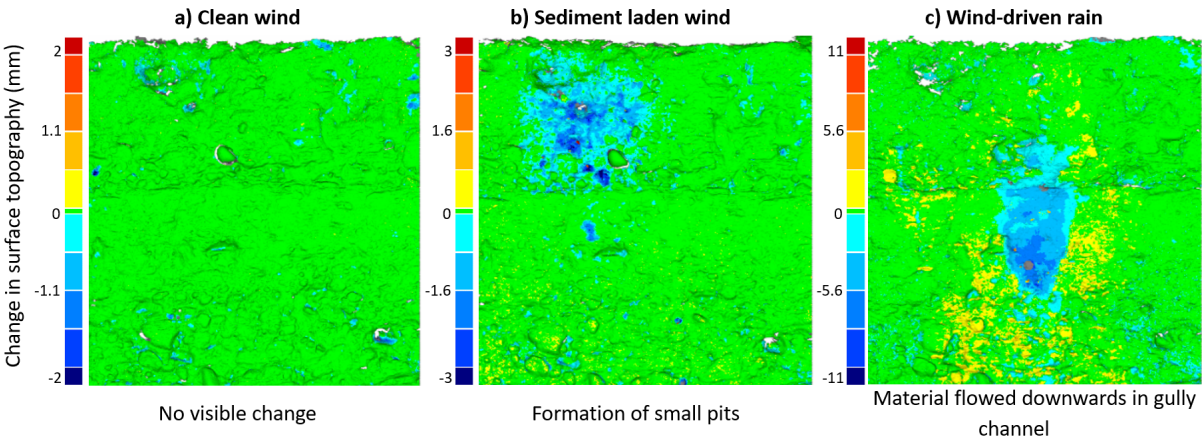 a) Clean wind
b) Sediment laden wind
c) Wind-driven rain
Change in surface topography (mm)
2
1.1
0
-1.1
-2
3
1.6
0
-1.6
-3
11
5.6
0
-5.6
-11
No visible change
Formation of small pits
Material flowed downwards in gully
channel